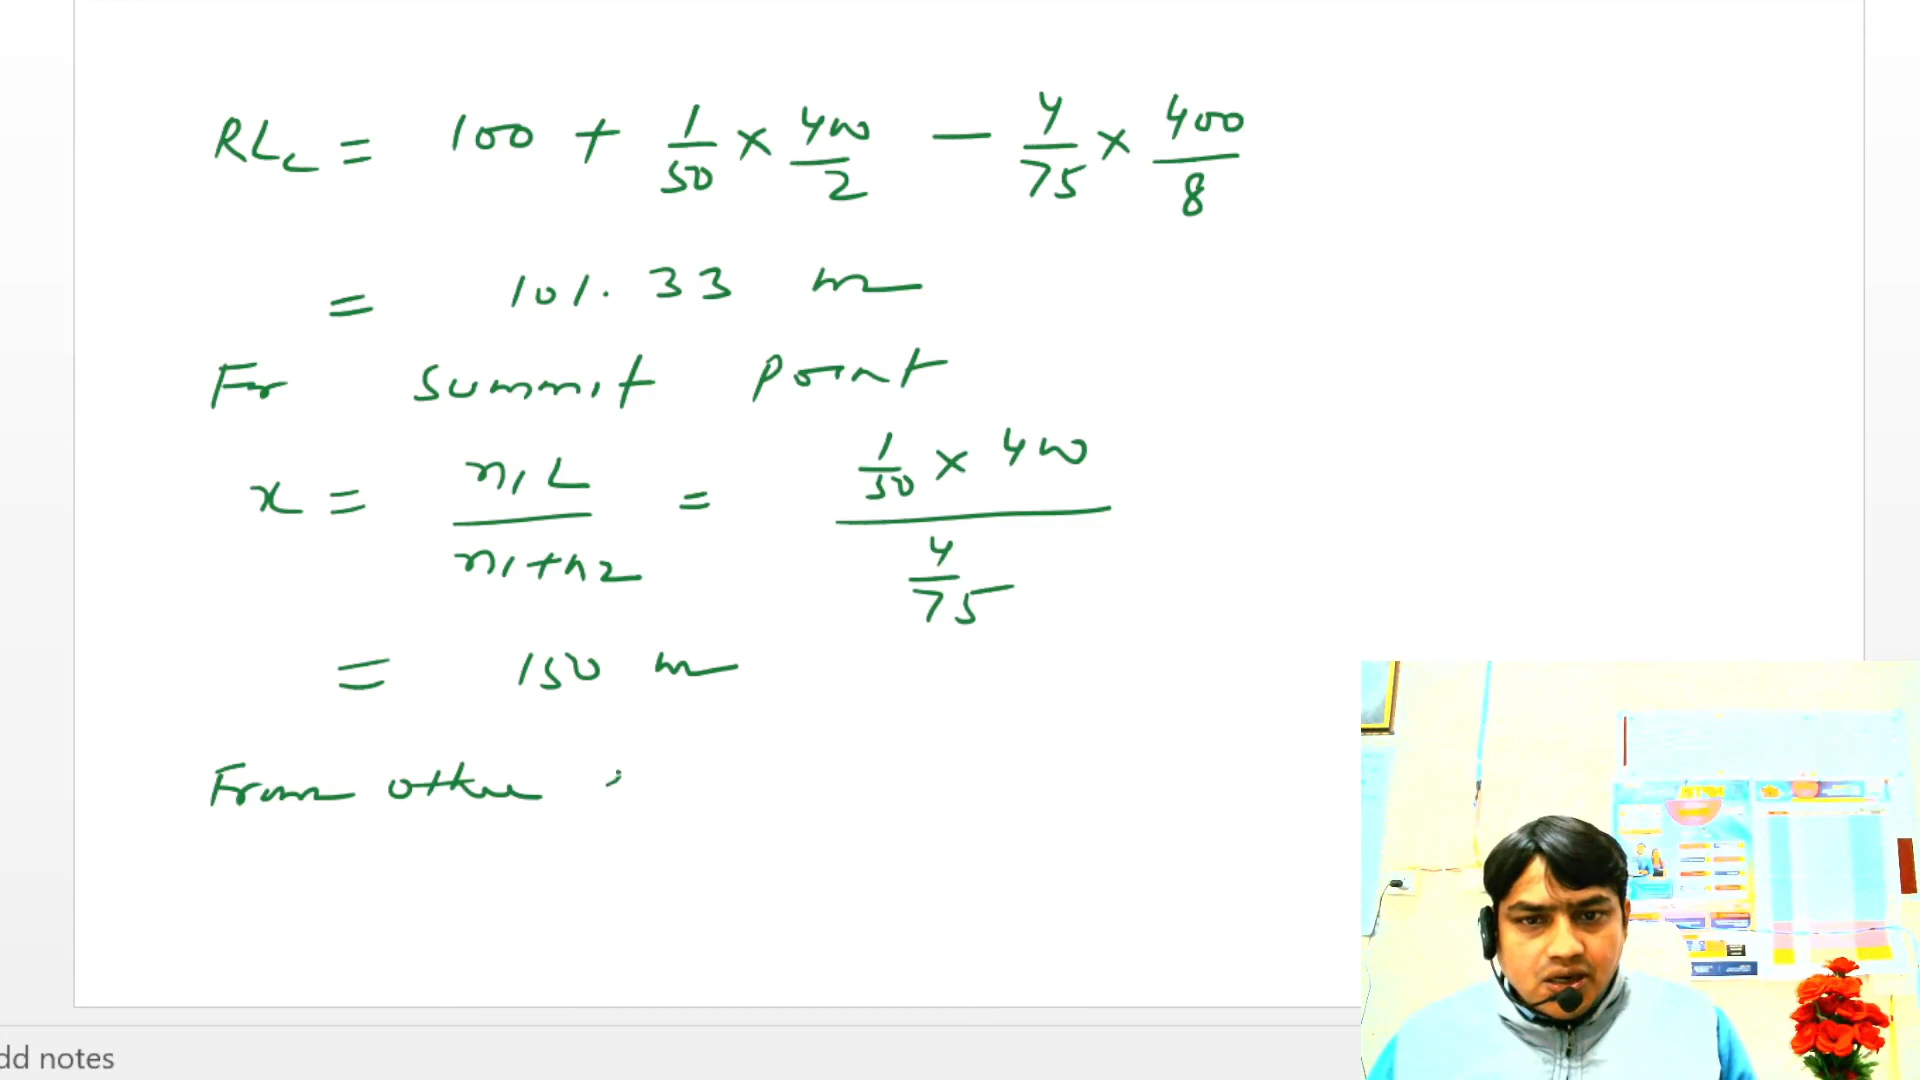 RLc = 100 + 1/50 × 400/2 − 4/75 × 400/8
= 101.33 m
For summit point
x = n1L/n1+n2 = 1/50 × 400 / 4/75
= 150 m
From other
dd notes